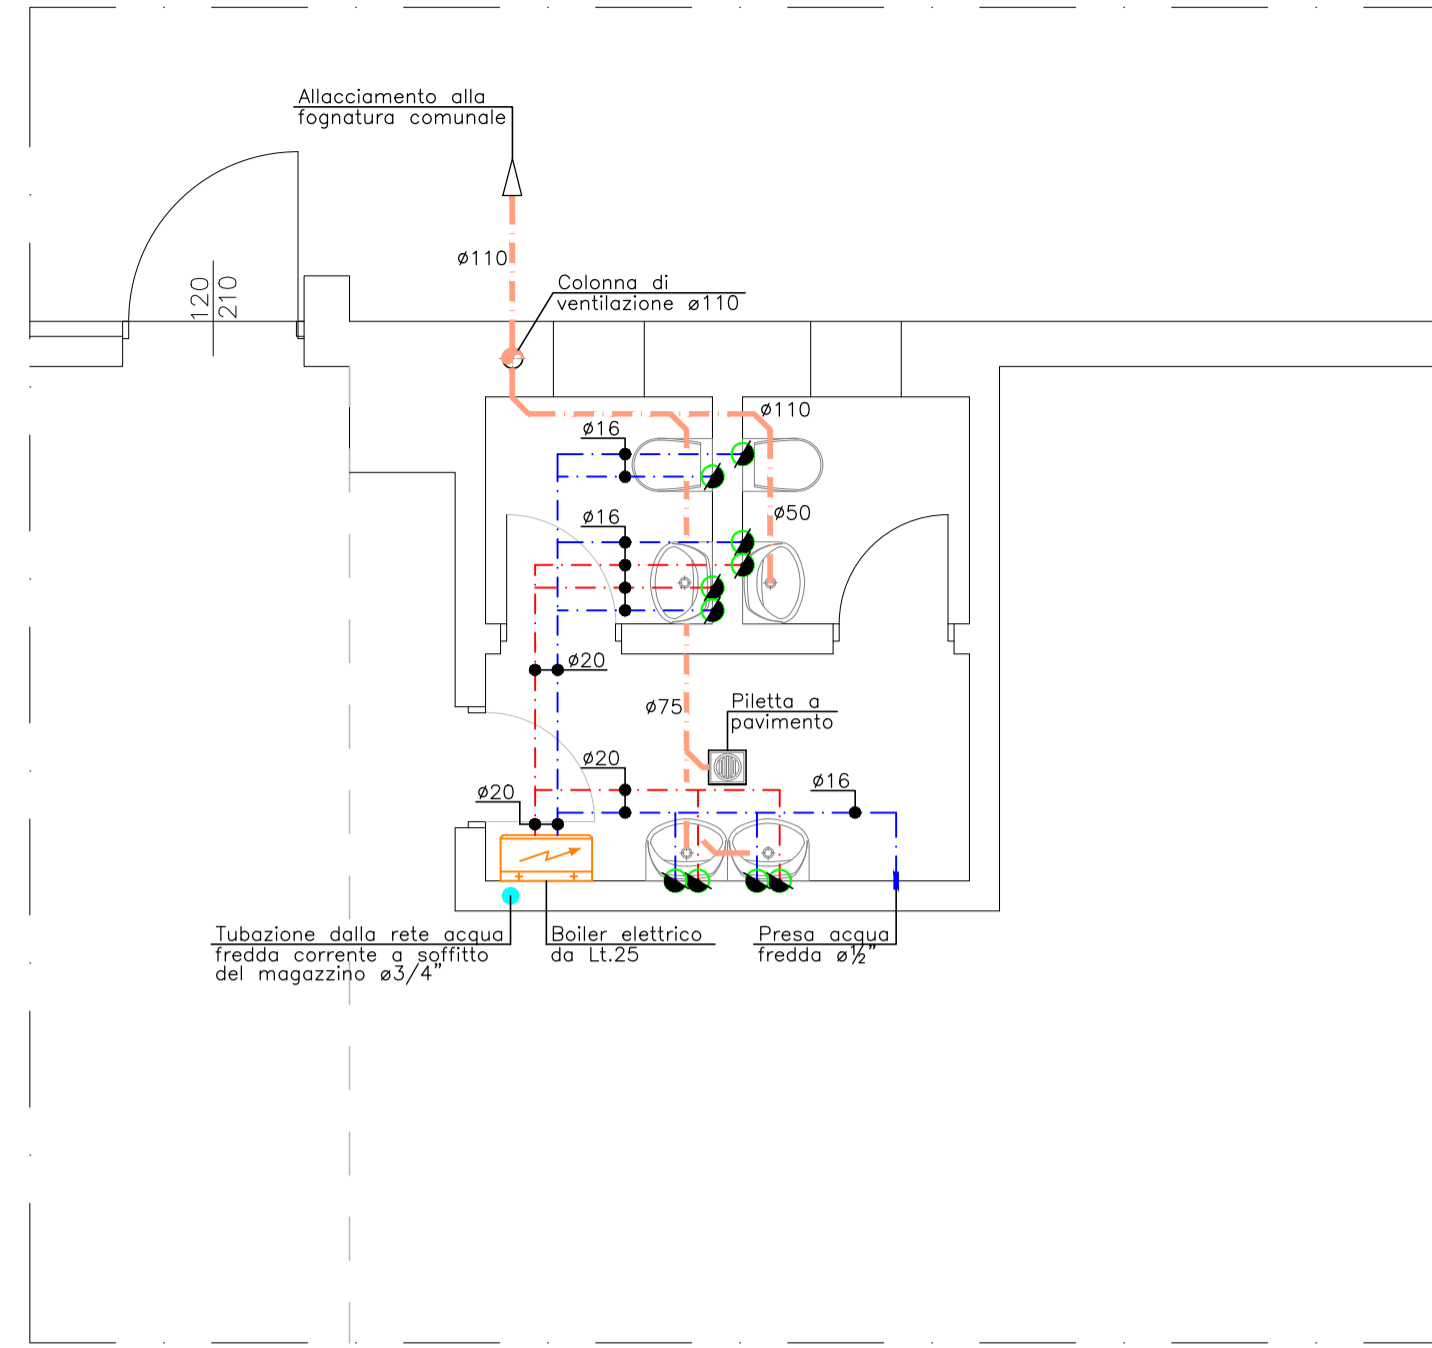 Allacciamento alla
fognatura comunale
ø110
Colonna di
ventilazione ø110
120
210
ø110
ø16
ø50
ø16
ø20
ø75
Piletta a
pavimento
ø20
ø16
ø20
Tubazione dalla rete acqua
fredda corrente a soffitto
del magazzino ø3/4"
Boiler elettrico
da Lt.25
Presa acqua
fredda ø½"